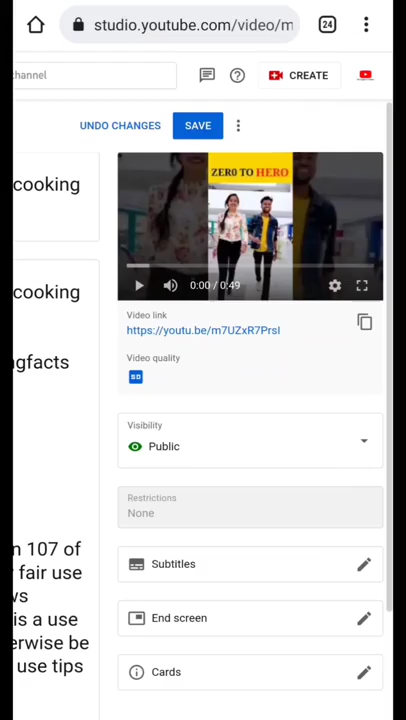 studio.youtube.com/video/m
24
channel
CREATE
UNDO CHANGES
SAVE
cooking
ZERO TO HERO
0:00 / 0:49
cooking
Video link
https://youtu.be/m7UZxR7PrsI
ngfacts
Video quality
SD
Visibility
Public
Restrictions
None
n 107 of
fair use
ws
is a use
erwise be
use tips
Subtitles
End screen
Cards